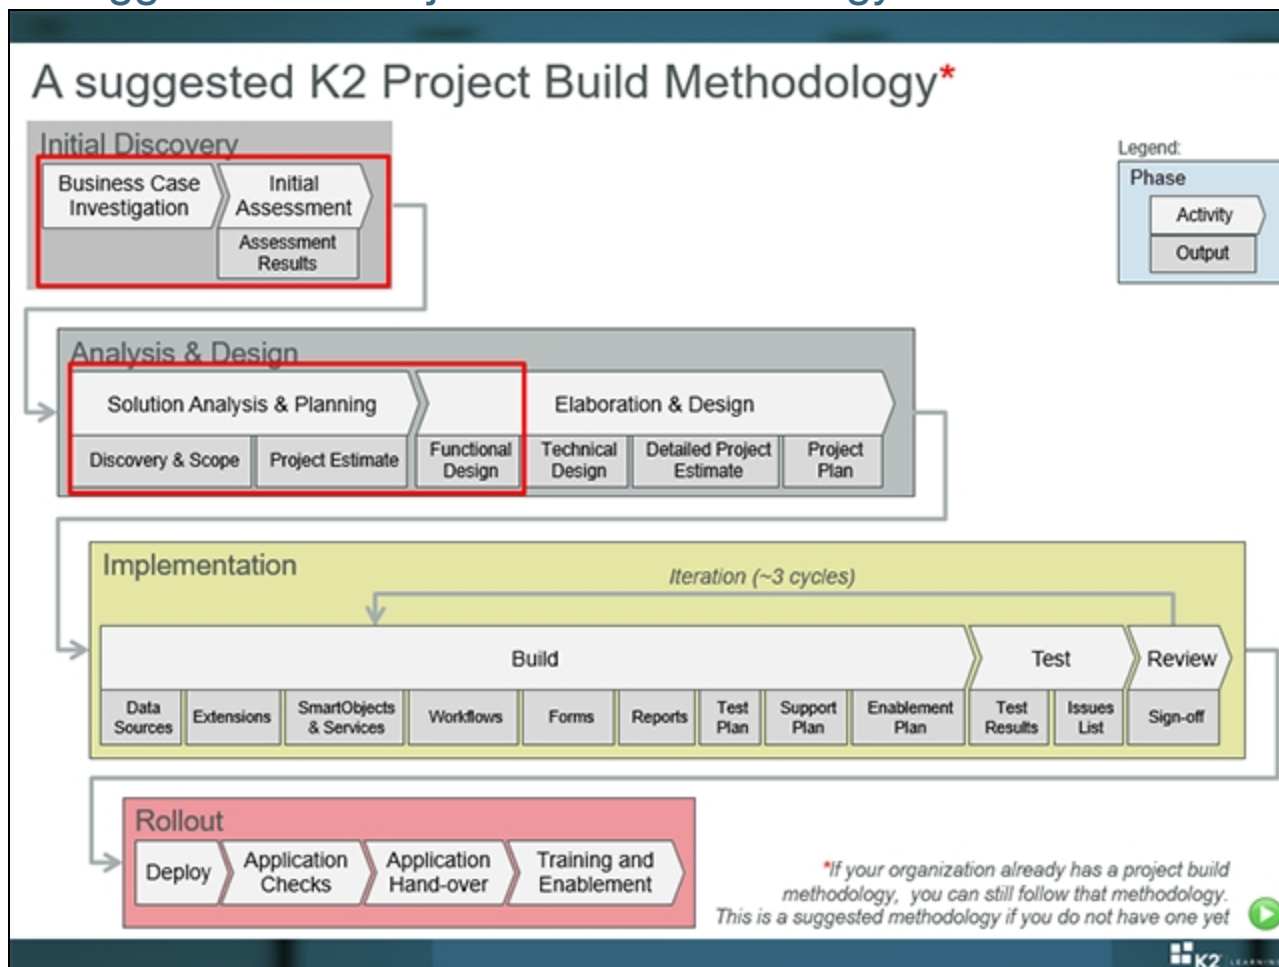 A suggested K2 Project Build Methodology*
Initial Discovery
Business Case
Investigation
Initial
Assessment
Assessment
Results
Legend:
Phase
Activity
Output
Analysis & Design
Solution Analysis & Planning
Elaboration & Design
Discovery & Scope
Project Estimate
Functional
Design
Technical
Design
Detailed Project
Estimate
Project
Plan
Implementation
Iteration (~3 cycles)
Build
Test
Review
Data
Sources
Extensions
SmartObjects
& Services
Workflows
Forms
Reports
Test
Plan
Support
Plan
Enablement
Plan
Test
Results
Issues
List
Sign-off
Rollout
Deploy
Application
Checks
Application
Hand-over
Training and
Enablement
*If your organization already has a project build
methodology, you can still follow that methodology.
This is a suggested methodology if you do not have one yet
K2 LEARNING